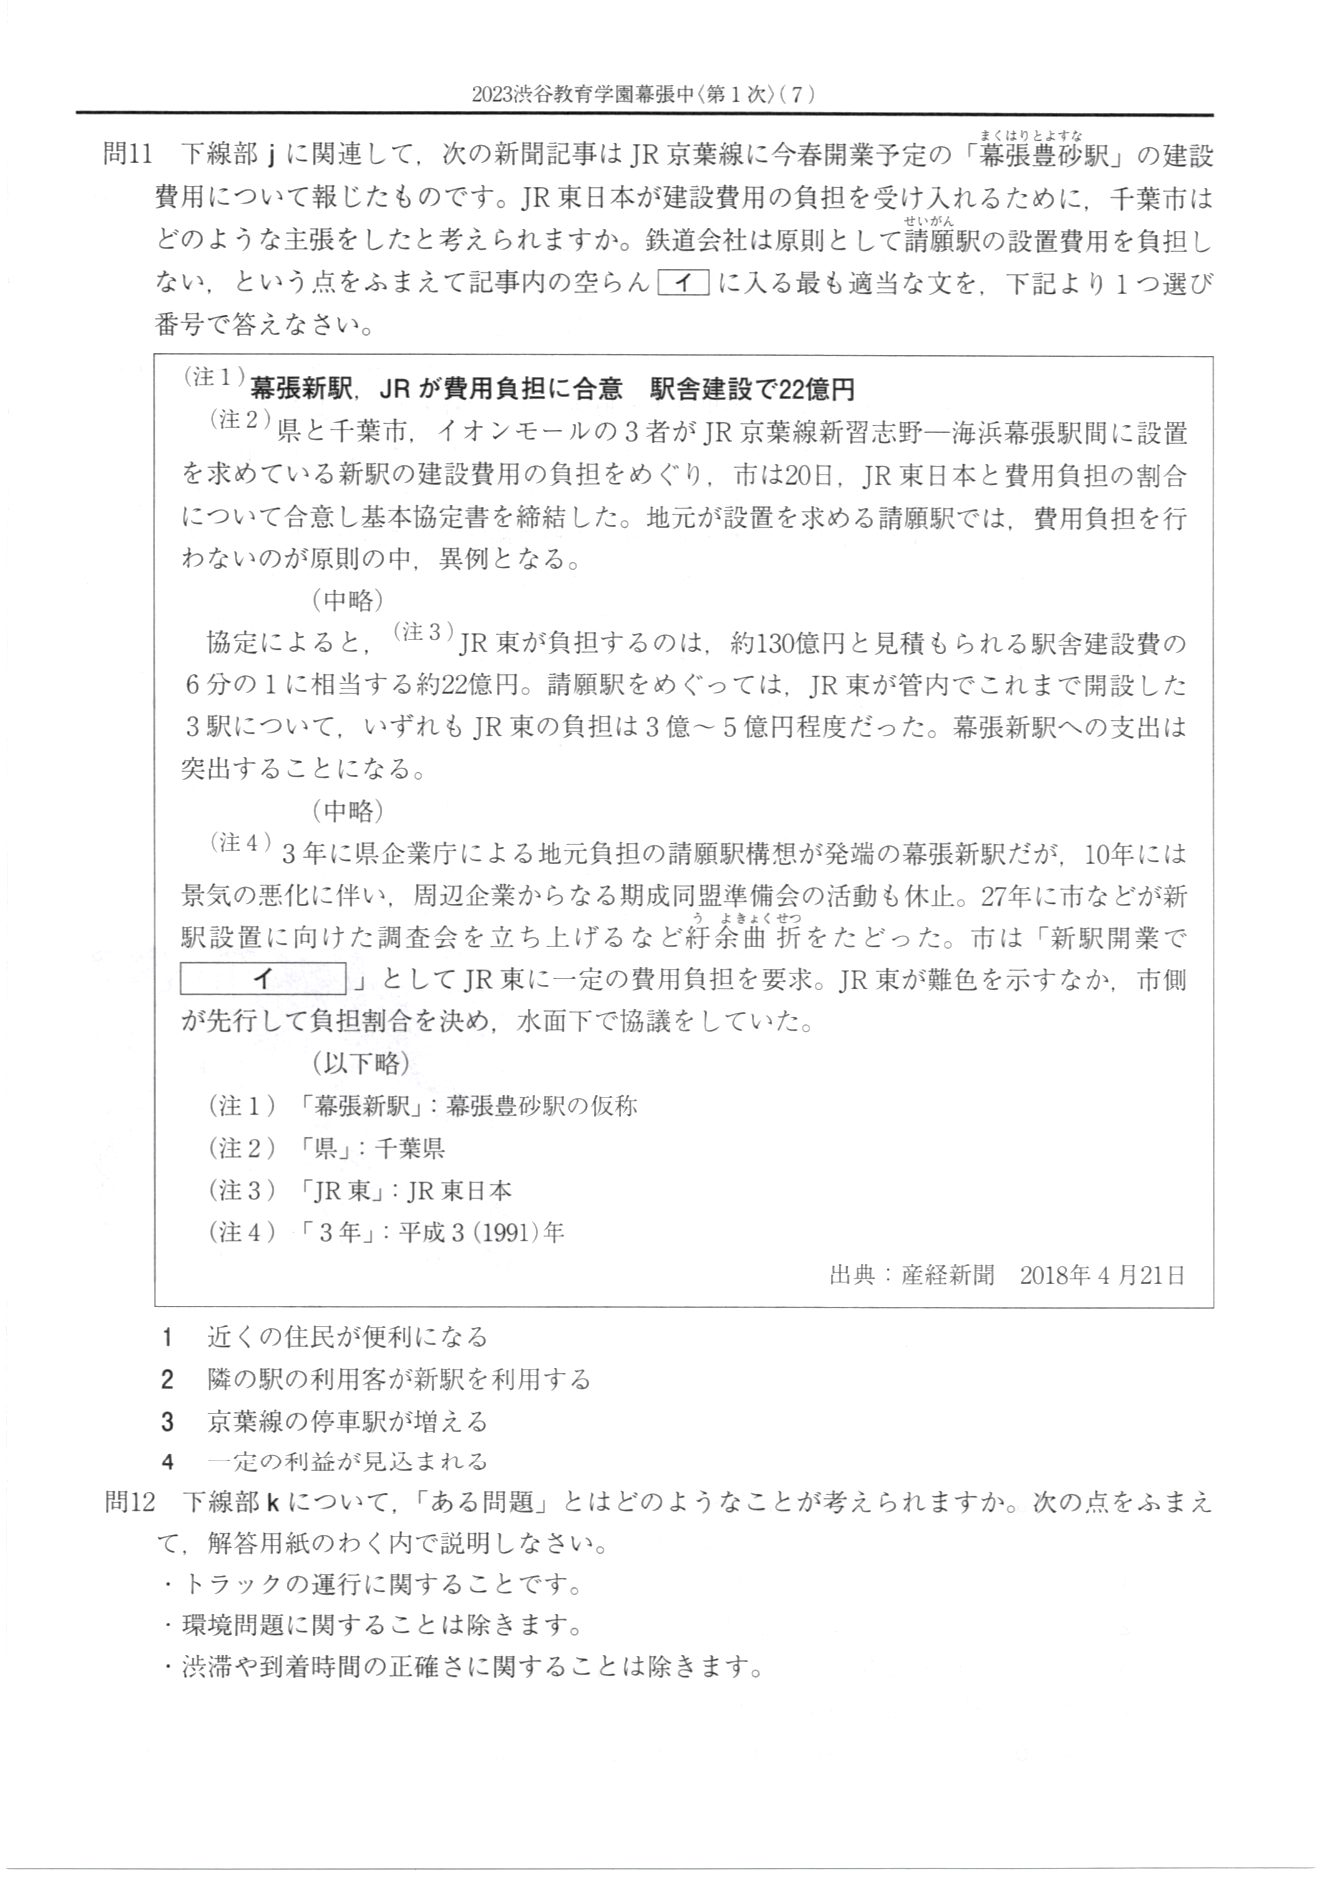 2023渋谷教育学園幕張中〈第1次〉(7)
問11 下線部jに関連して，次の新聞記事はJR京葉線に今春開業予定の「幕張豊砂駅」の建設
まくはりとよすな
費用について報じたものです。JR東日本が建設費用の負担を受け入れるために，千葉市は
どのような主張をしたと考えられますか。鉄道会社は原則として請願駅の設置費用を負担し
せいがん
ない，という点をふまえて記事内の空らん イ に入る最も適当な文を，下記より1つ選び
番号で答えなさい。
(注1)幕張新駅，JRが費用負担に合意 駅舎建設で22億円
(注2)県と千葉市，イオンモールの3者がJR京葉線新習志野―海浜幕張駅間に設置
を求めている新駅の建設費用の負担をめぐり，市は20日，JR東日本と費用負担の割合
について合意し基本協定書を締結した。地元が設置を求める請願駅では，費用負担を行
わないのが原則の中，異例となる。
(中略)
協定によると，(注3)JR東が負担するのは，約130億円と見積もられる駅舎建設費の
6分の1に相当する約22億円。請願駅をめぐっては，JR東が管内でこれまで開設した
3駅について，いずれもJR東の負担は3億～5億円程度だった。幕張新駅への支出は
突出することになる。
(中略)
(注4)3年に県企業庁による地元負担の請願駅構想が発端の幕張新駅だが，10年には
景気の悪化に伴い，周辺企業からなる期成同盟準備会の活動も休止。27年に市などが新
駅設置に向けた調査会を立ち上げるなど紆余曲折をたどった。市は「新駅開業で
うよきょくせつ
イ 」としてJR東に一定の費用負担を要求。JR東が難色を示すなか，市側
が先行して負担割合を決め，水面下で協議をしていた。
(以下略)
(注1) 「幕張新駅」：幕張豊砂駅の仮称
(注2) 「県」：千葉県
(注3) 「JR東」：JR東日本
(注4) 「3年」：平成3(1991)年
出典：産経新聞 2018年4月21日
1 近くの住民が便利になる
2 隣の駅の利用客が新駅を利用する
3 京葉線の停車駅が増える
4 一定の利益が見込まれる
問12 下線部kについて，「ある問題」とはどのようなことが考えられますか。次の点をふまえ
て，解答用紙のわく内で説明しなさい。
・トラックの運行に関することです。
・環境問題に関することは除きます。
・渋滞や到着時間の正確さに関することは除きます。